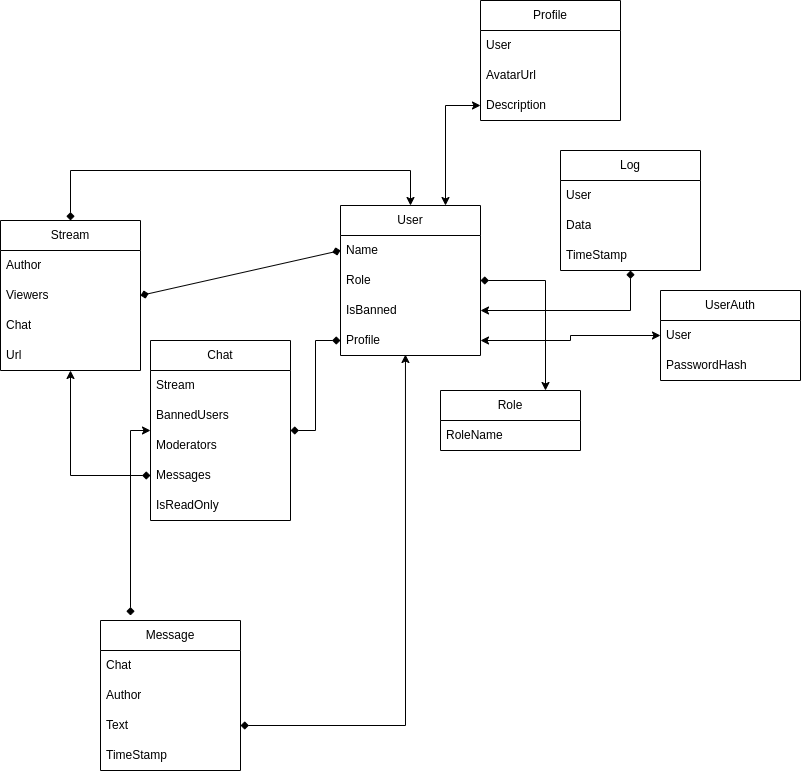 Profile
User
AvatarUrl
Description
Log
User
Data
TimeStamp
User
Name
Role
IsBanned
Profile
Stream
Author
Viewers
Chat
Url
UserAuth
User
PasswordHash
Chat
Stream
BannedUsers
Moderators
Messages
IsReadOnly
Role
RoleName
Message
Chat
Author
Text
TimeStamp